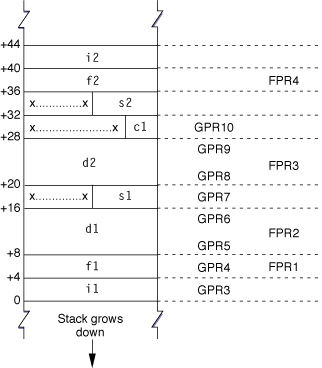 +44
i2
+40
f2 FPR4
+36
x..............x s2
+32
x........................x c1 GPR10
+28
GPR9
d2 FPR3
GPR8
+20
x..............x s1 GPR7
+16
GPR6
d1 FPR2
GPR5
+8
f1 GPR4 FPR1
+4
i1 GPR3
0
Stack grows
down